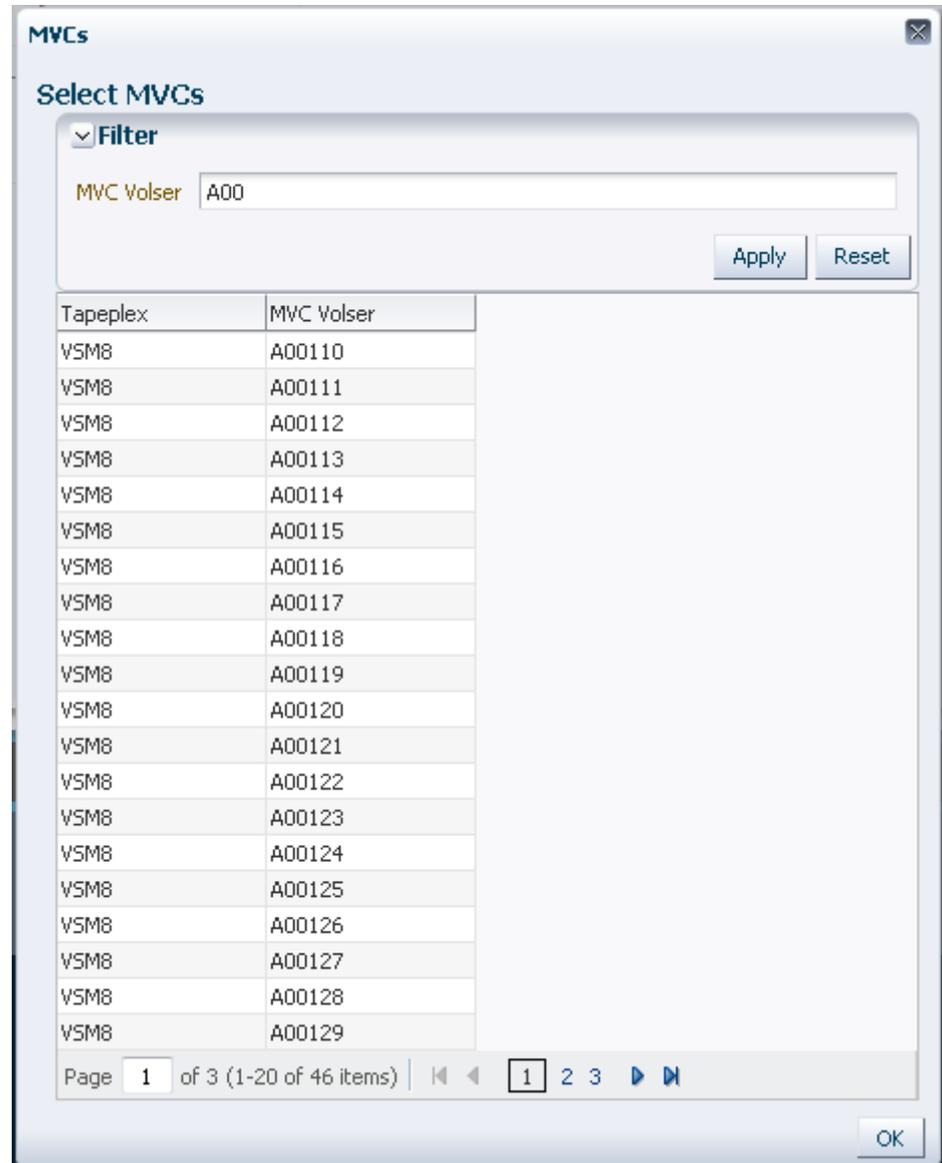 MVCs
Select MVCs
Filter
MVC Volser A00
Apply Reset
Tapeplex MVC Volser
VSM8 A00110
VSM8 A00111
VSM8 A00112
VSM8 A00113
VSM8 A00114
VSM8 A00115
VSM8 A00116
VSM8 A00117
VSM8 A00118
VSM8 A00119
VSM8 A00120
VSM8 A00121
VSM8 A00122
VSM8 A00123
VSM8 A00124
VSM8 A00125
VSM8 A00126
VSM8 A00127
VSM8 A00128
VSM8 A00129
Page 1 of 3 (1-20 of 46 items) 1 2 3
OK